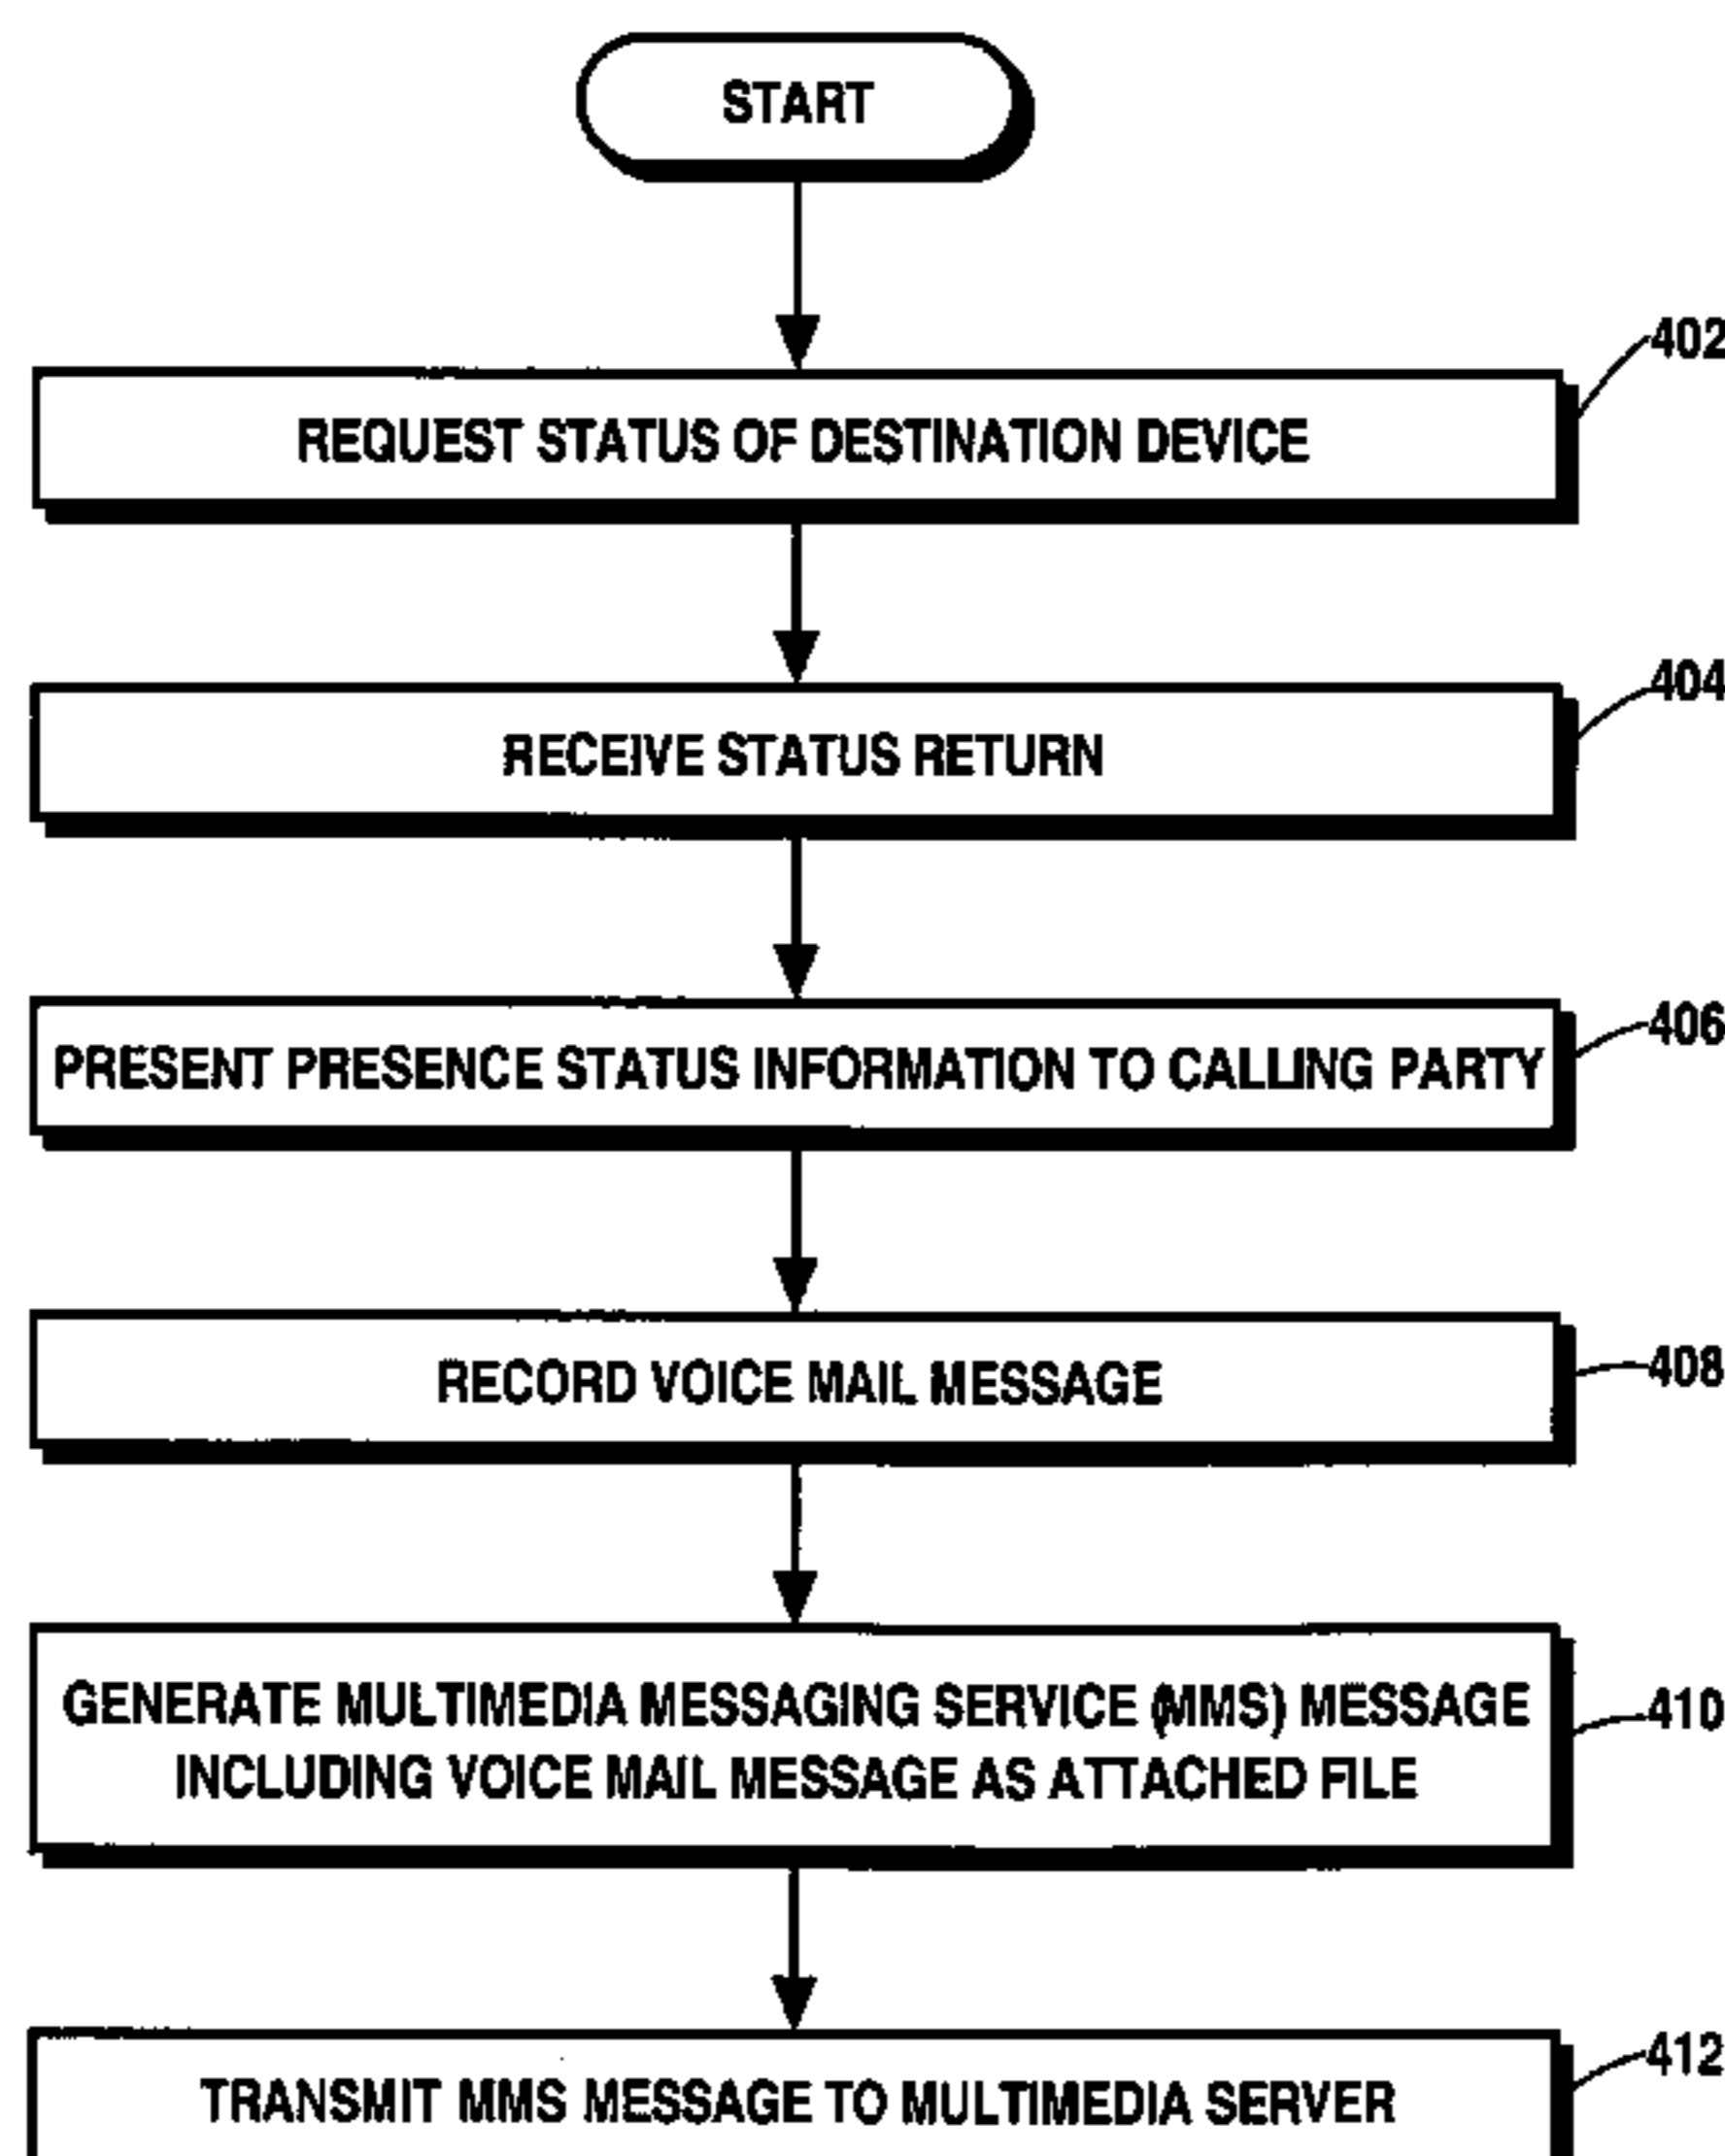 START
402
REQUEST STATUS OF DESTINATION DEVICE
404
RECEIVE STATUS RETURN
406
PRESENT PRESENCE STATUS INFORMATION TO CALLING PARTY
408
RECORD VOICE MAIL MESSAGE
410
GENERATE MULTIMEDIA MESSAGING SERVICE (MMS) MESSAGE
INCLUDING VOICE MAIL MESSAGE AS ATTACHED FILE
412
TRANSMIT MMS MESSAGE TO MULTIMEDIA SERVER